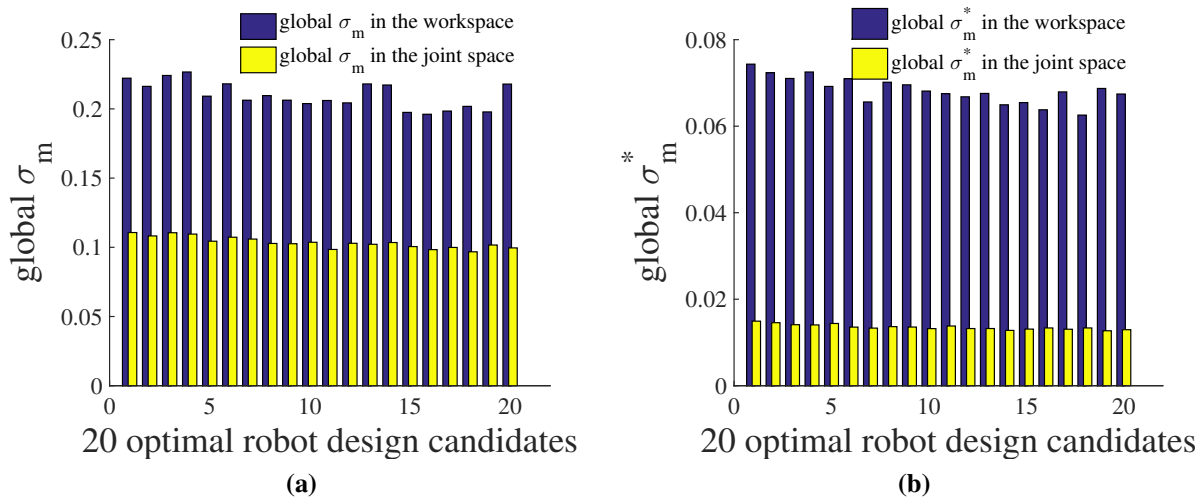 global σm in the workspace
global σm in the joint space
0.25
0.2
0.15
0.1
0.05
0
global σm
0
5
10
15
20
20 optimal robot design candidates
(a)
global σ*m in the workspace
global σ*m in the joint space
0.08
0.06
0.04
0.02
0
global σ*m
0
5
10
15
20
20 optimal robot design candidates
(b)